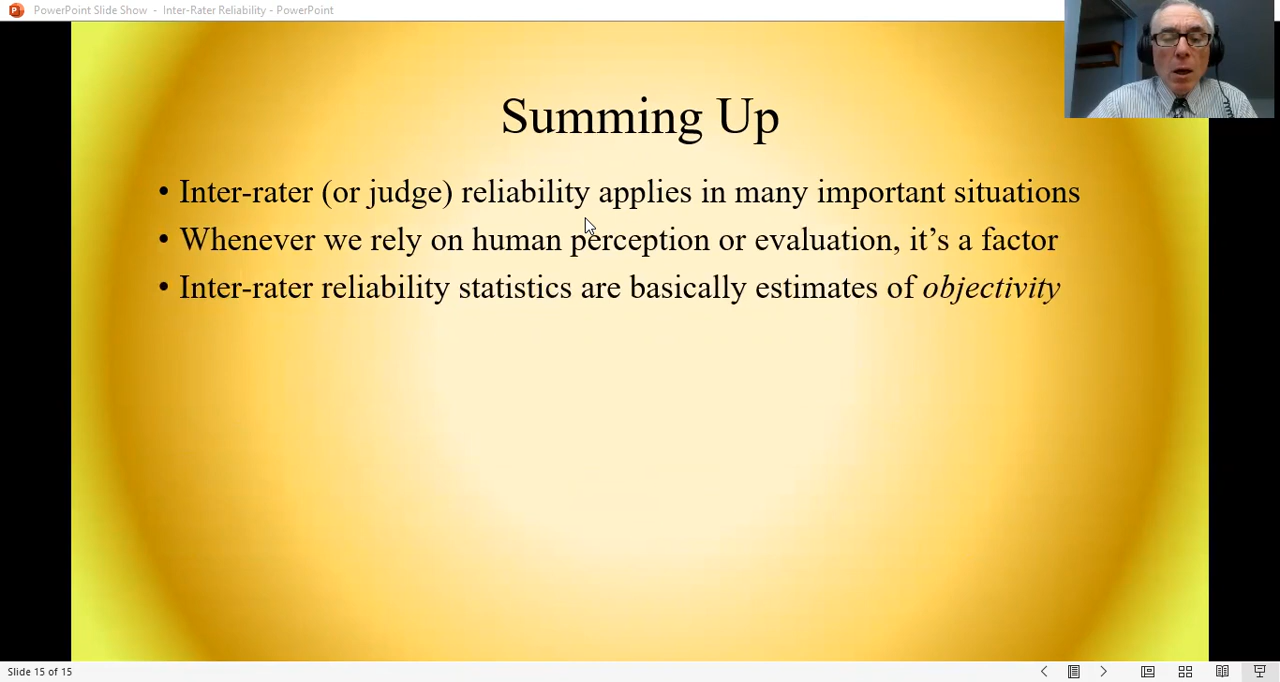 PowerPoint Slide Show - Inter-Rater Reliability - PowerPoint
Summing Up
• Inter-rater (or judge) reliability applies in many important situations
• Whenever we rely on human perception or evaluation, it’s a factor
• Inter-rater reliability statistics are basically estimates of objectivity
Slide 15 of 15